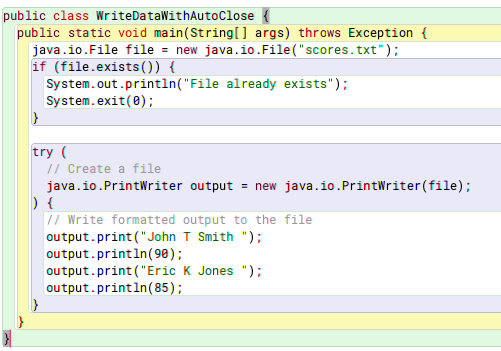 public class WriteDataWithAutoClose {
public static void main(String[] args) throws Exception {
java.io.File file = new java.io.File("scores.txt");
if (file.exists()) {
System.out.println("File already exists");
System.exit(0);
}
try (
// Create a file
java.io.PrintWriter output = new java.io.PrintWriter(file);
) {
// Write formatted output to the file
output.print("John T Smith ");
output.println(90);
output.print("Eric K Jones ");
output.println(85);
}
}
}